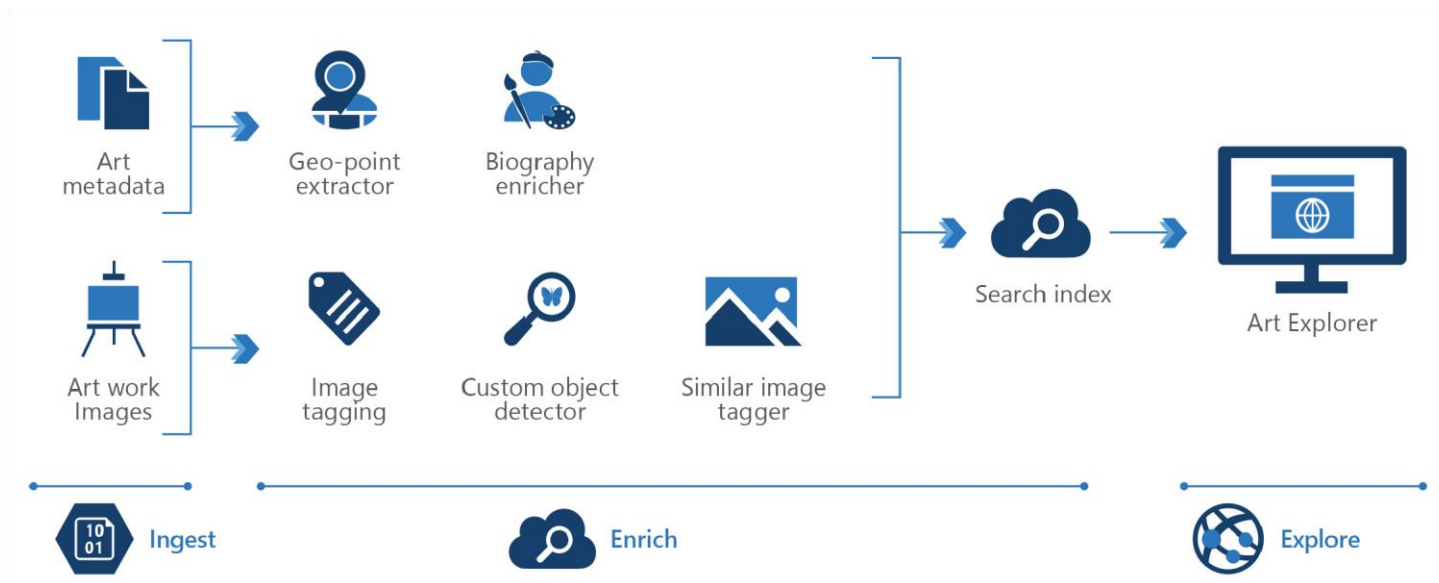 Art
metadata
Geo-point
extractor
Biography
enricher
Art work
Images
Image
tagging
Custom object
detector
Similar image
tagger
Search index
Art Explorer
10
01
Ingest
Enrich
Explore